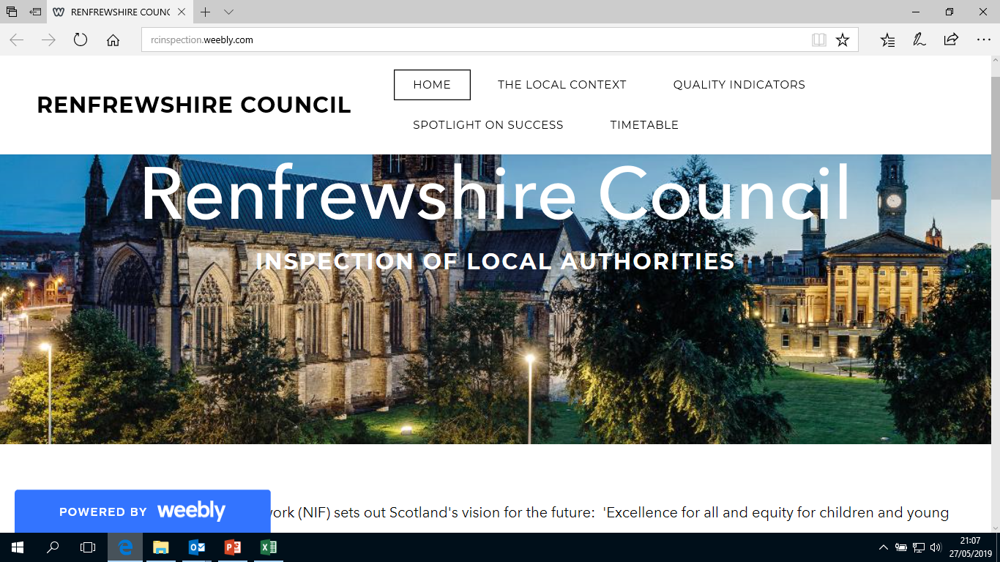 RENFREWSHIRE COUNC
rcinspection.weebly.com
RENFREWSHIRE COUNCIL
HOME
THE LOCAL CONTEXT
QUALITY INDICATORS
SPOTLIGHT ON SUCCESS
TIMETABLE
Renfrewshire Council
INSPECTION OF LOCAL AUTHORITIES
POWERED BY weebly
(NIF) sets out Scotland's vision for the future: 'Excellence for all and equity for children and young
21:07
27/05/2019